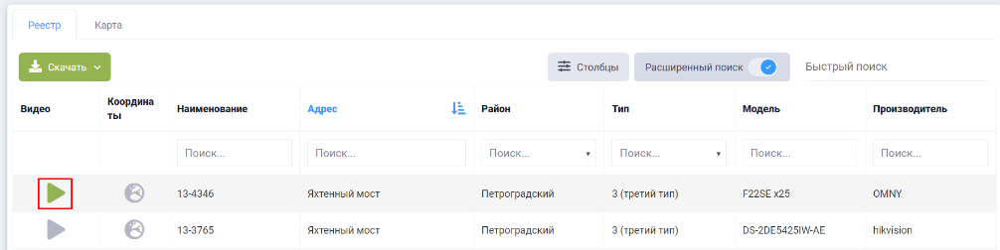 Реестр Карта
Скачать Столбцы Расширенный поиск Быстрый поиск
Видео Координа
ты Наименование Адрес Район Тип Модель Производитель
Поиск... Поиск... Поиск... Поиск... Поиск... Поиск...
13-4346 Яхтенный мост Петроградский 3 (третий тип) F22SE x25 OMNY
13-3765 Яхтенный мост Петроградский 3 (третий тип) DS-2DE5425IW-AE hikvision